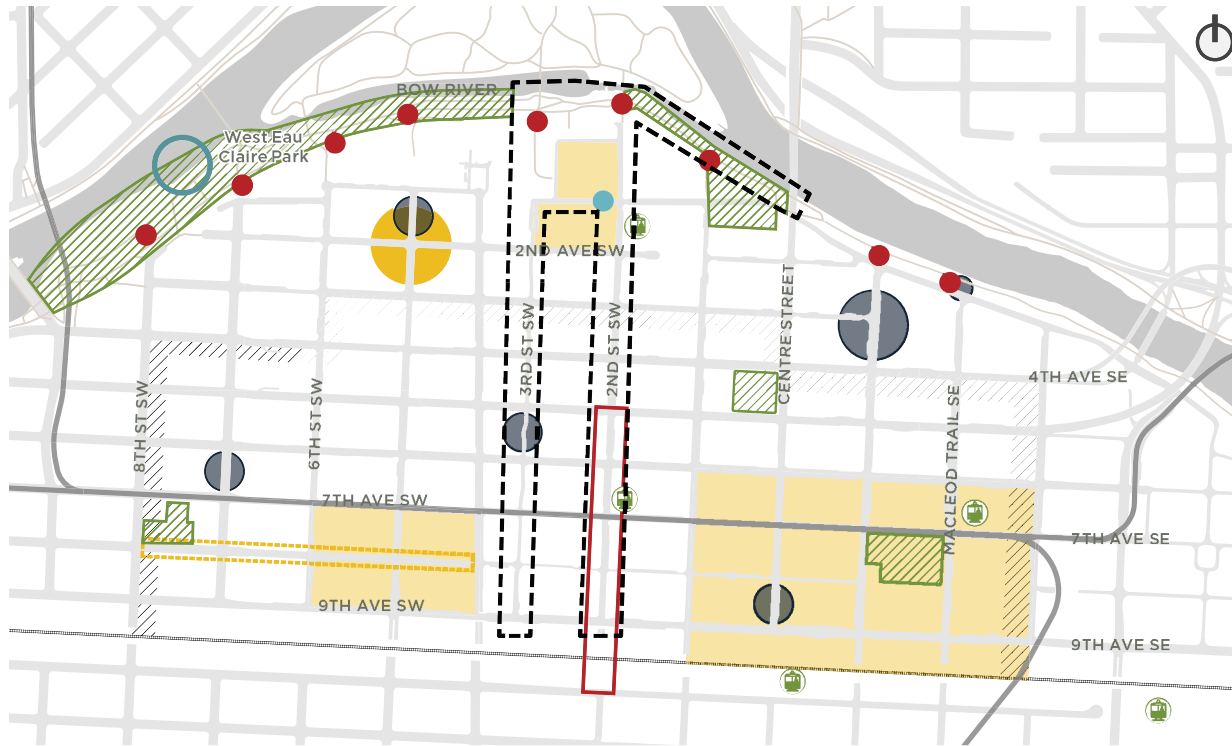 BOW RIVER
West Eau
Claire Park
2ND AVE SW
3RD ST SW
2ND ST SW
CENTRE STREET
4TH AVE SE
8TH ST SW
6TH ST SW
MACLEOD TRAIL SE
7TH AVE SW
7TH AVE SE
9TH AVE SW
9TH AVE SE